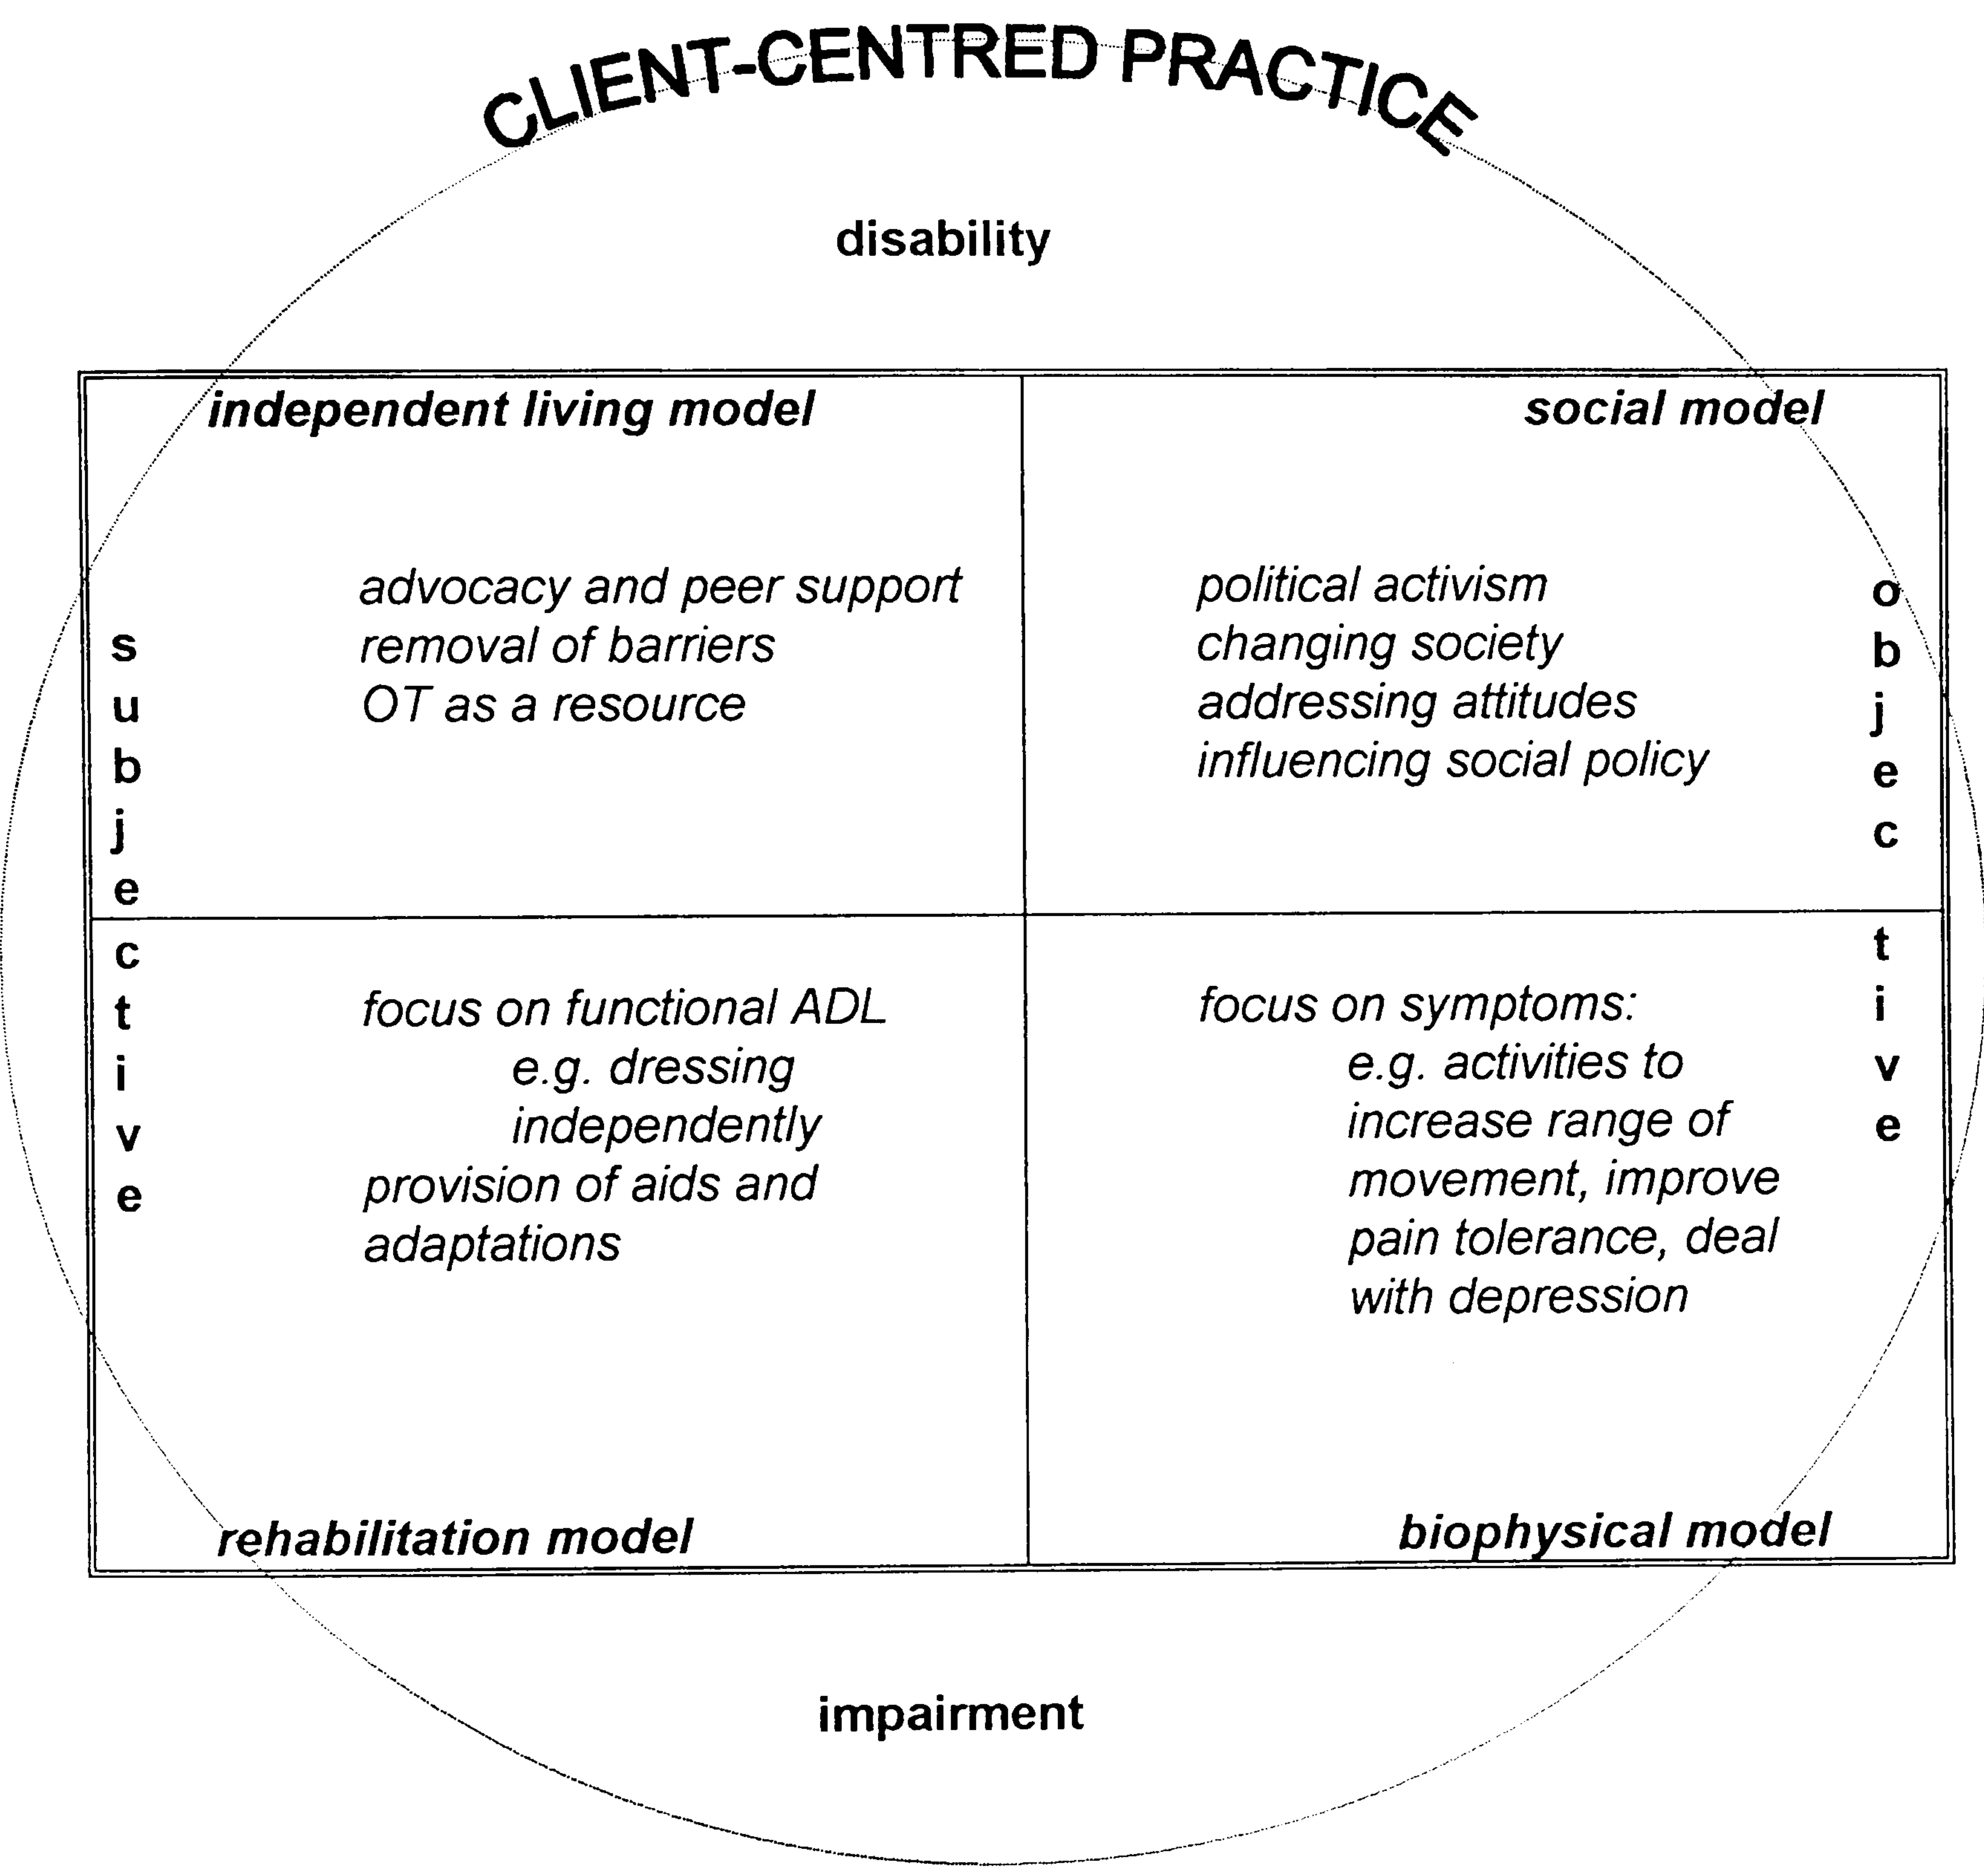 CLIENT-CENTRED PRACTICE
disability
independent living model
social model
subjective
advocacy and peer support
removal of barriers
OT as a resource
political activism
changing society
addressing attitudes
influencing social policy
objective
focus on functional ADL
e.g. dressing
independently
provision of aids and
adaptations
focus on symptoms:
e.g. activities to
increase range of
movement, improve
pain tolerance, deal
with depression
rehabilitation model
biophysical model
impairment